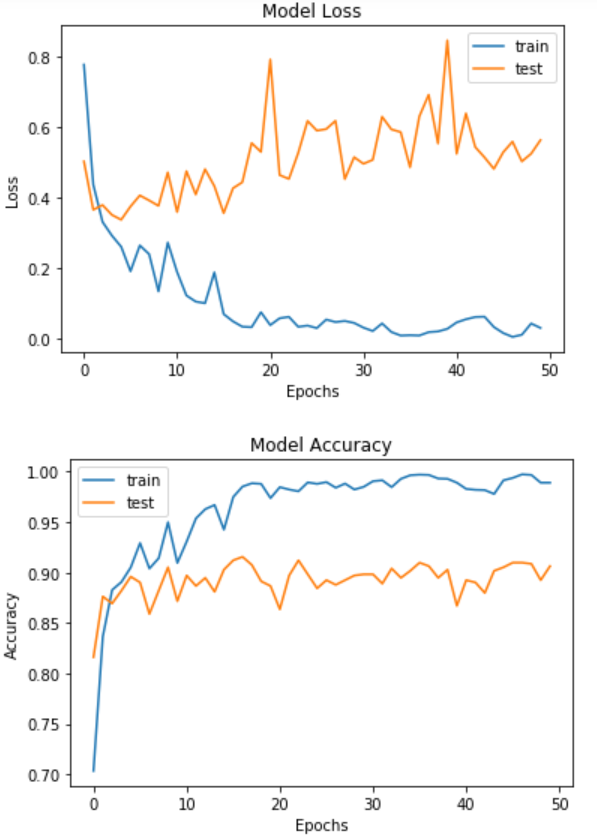 Model Loss
train
test
0.8
0.6
0.4
0.2
0.0
Loss
0 10 20 30 40 50
Epochs
Model Accuracy
train
test
1.00
0.95
0.90
0.85
0.80
0.75
0.70
Accuracy
0 10 20 30 40 50
Epochs